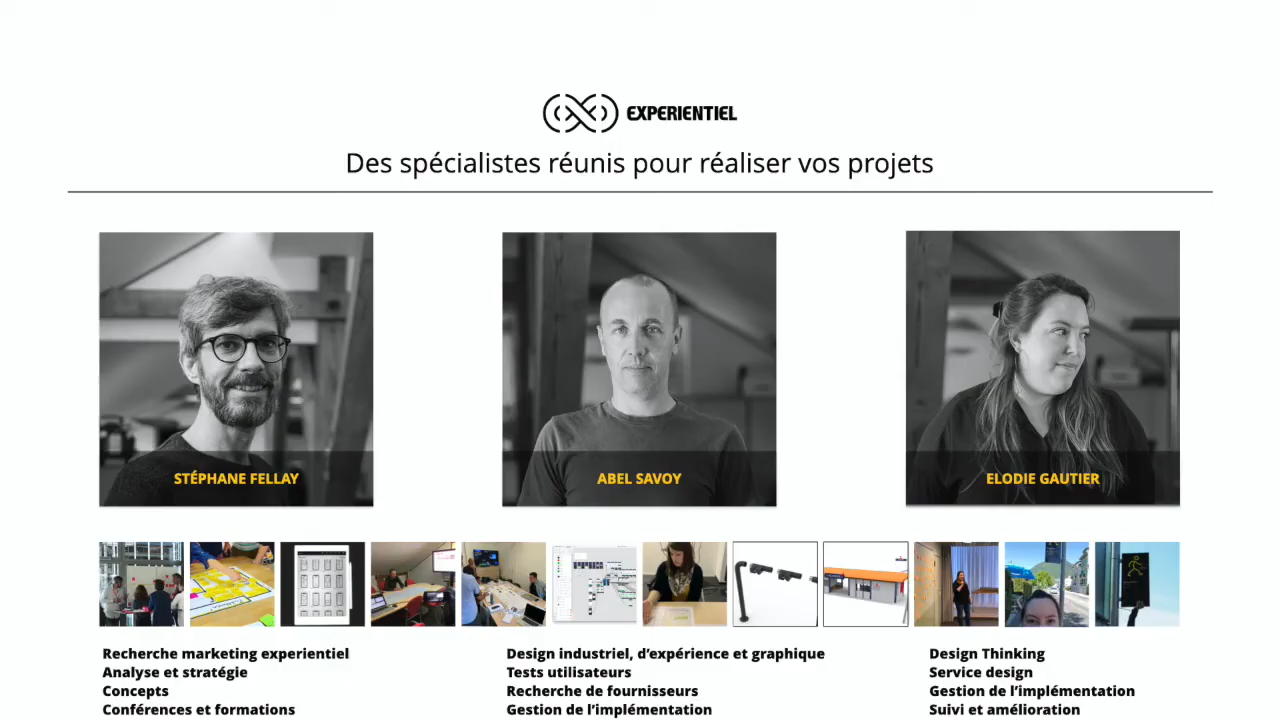 EXPERIENTIEL
Des spécialistes réunis pour réaliser vos projets
STÉPHANE FELLAY
ABEL SAVOY
ELODIE GAUTIER
Recherche marketing experientiel
Analyse et stratégie
Concepts
Conférences et formations
Design industriel, d’expérience et graphique
Tests utilisateurs
Recherche de fournisseurs
Gestion de l’implémentation
Design Thinking
Service design
Gestion de l’implémentation
Suivi et amélioration